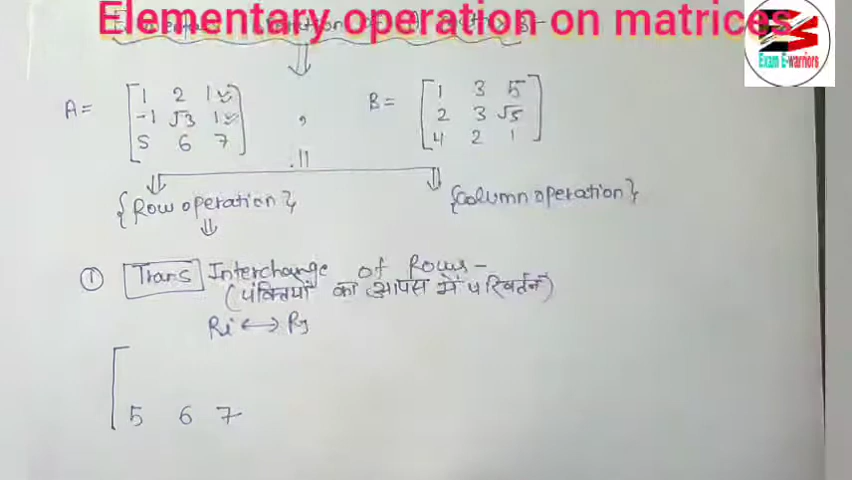 Elementary operation on matrices
Exam E-warriors
A = [ 1 2
-1 √3
5 6 7 ] , B = [ 1 3 5
2 3 √5
4 2 1 ]
{Row operation} {Column operation}
① Trans Interchange of Rows -
(पंक्तियों का आपस में परिवर्तन)
Ri ↔ Rj
[ 5 6 7